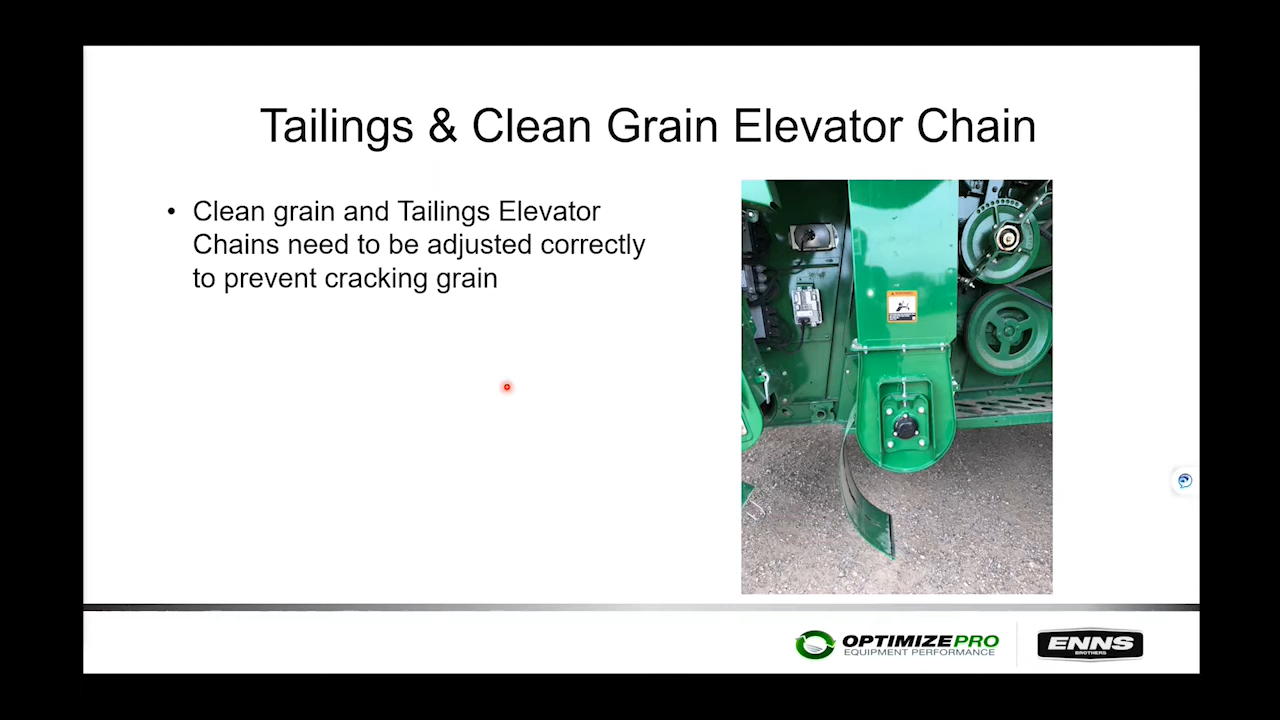 Tailings & Clean Grain Elevator Chain
• Clean grain and Tailings Elevator
Chains need to be adjusted correctly
to prevent cracking grain
OPTIMIZEPRO
EQUIPMENT PERFORMANCE
ENNS
BROTHERS